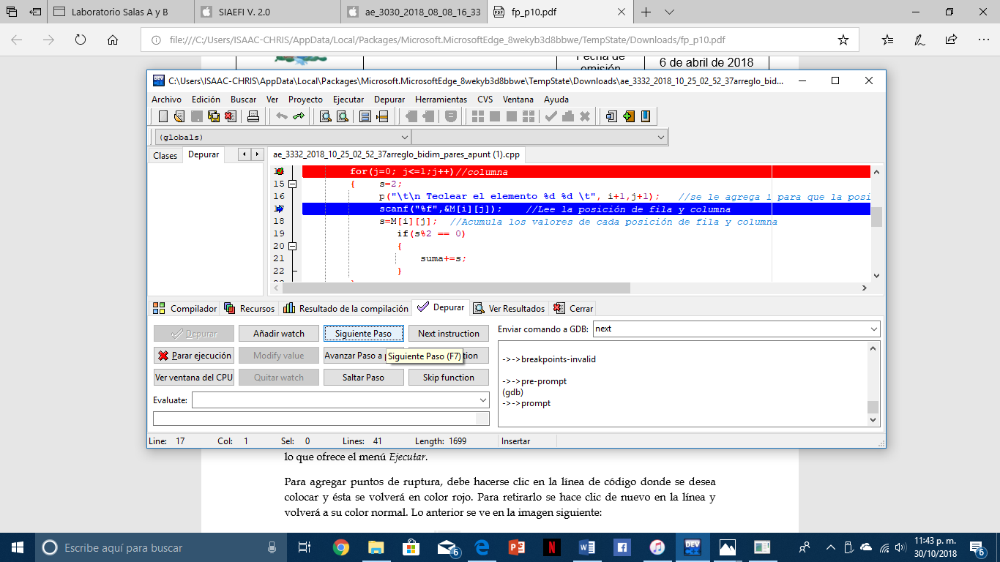 Laboratorio Salas A y B
SIAEFI V. 2.0
ae_3030_2018_08_08_16_33
fp_p10.pdf
file:///C:/Users/ISAAC-CHRIS/AppData/Local/Packages/Microsoft.MicrosoftEdge_8wekyb3d8bbwe/TempState/Downloads/fp_p10.pdf
Fecha de
emisión
6 de abril de 2018
C:\Users\ISAAC-CHRIS\AppData\Local\Packages\Microsoft.MicrosoftEdge_8wekyb3d8bbwe\TempState\Downloads\ae_3332_2018_10_25_02_52_37arreglo_bid...
Archivo Edición Buscar Ver Proyecto Ejecutar Depurar Herramientas CVS Ventana Ayuda
(globals)
Clases Depurar
ae_3332_2018_10_25_02_52_37arreglo_bidim_pares_apunt (1).cpp
for(j=0; j<=1;j++)//columna
15 { s=2;
16 p("\t\n Teclear el elemento %d %d \t", i+1,j+1); //se le agrega 1 para que la posi
scanf("%f",&M[i][j]); //Lee la posición de fila y columna
18 s=M[i][j]; //Acumula los valores de cada posición de fila y columna
19 if(s%2 == 0)
20 {
21 suma+=s;
22 }
Compilador Recursos Resultado de la compilación Depurar Ver Resultados Cerrar
Depurar Añadir watch Siguiente Paso Next instruction
Enviar comando a GDB: next
Parar ejecución Modify value Avanzar Paso a
Siguiente Paso (F7)
Ver ventana del CPU Quitar watch Saltar Paso Skip function
Evaluate:
->->breakpoints-invalid
->->pre-prompt
(gdb)
->->prompt
Line: 17 Col: 1 Sel: 0 Lines: 41 Length: 1699 Insertar
lo que ofrece el menú Ejecutar.
Para agregar puntos de ruptura, debe hacerse clic en la línea de código donde se desea
colocar y ésta se volverá en color rojo. Para retirarlo se hace clic de nuevo en la línea y
volverá a su color normal. Lo anterior se ve en la imagen siguiente:
Escribe aquí para buscar
6
11:43 p. m.
30/10/2018
6